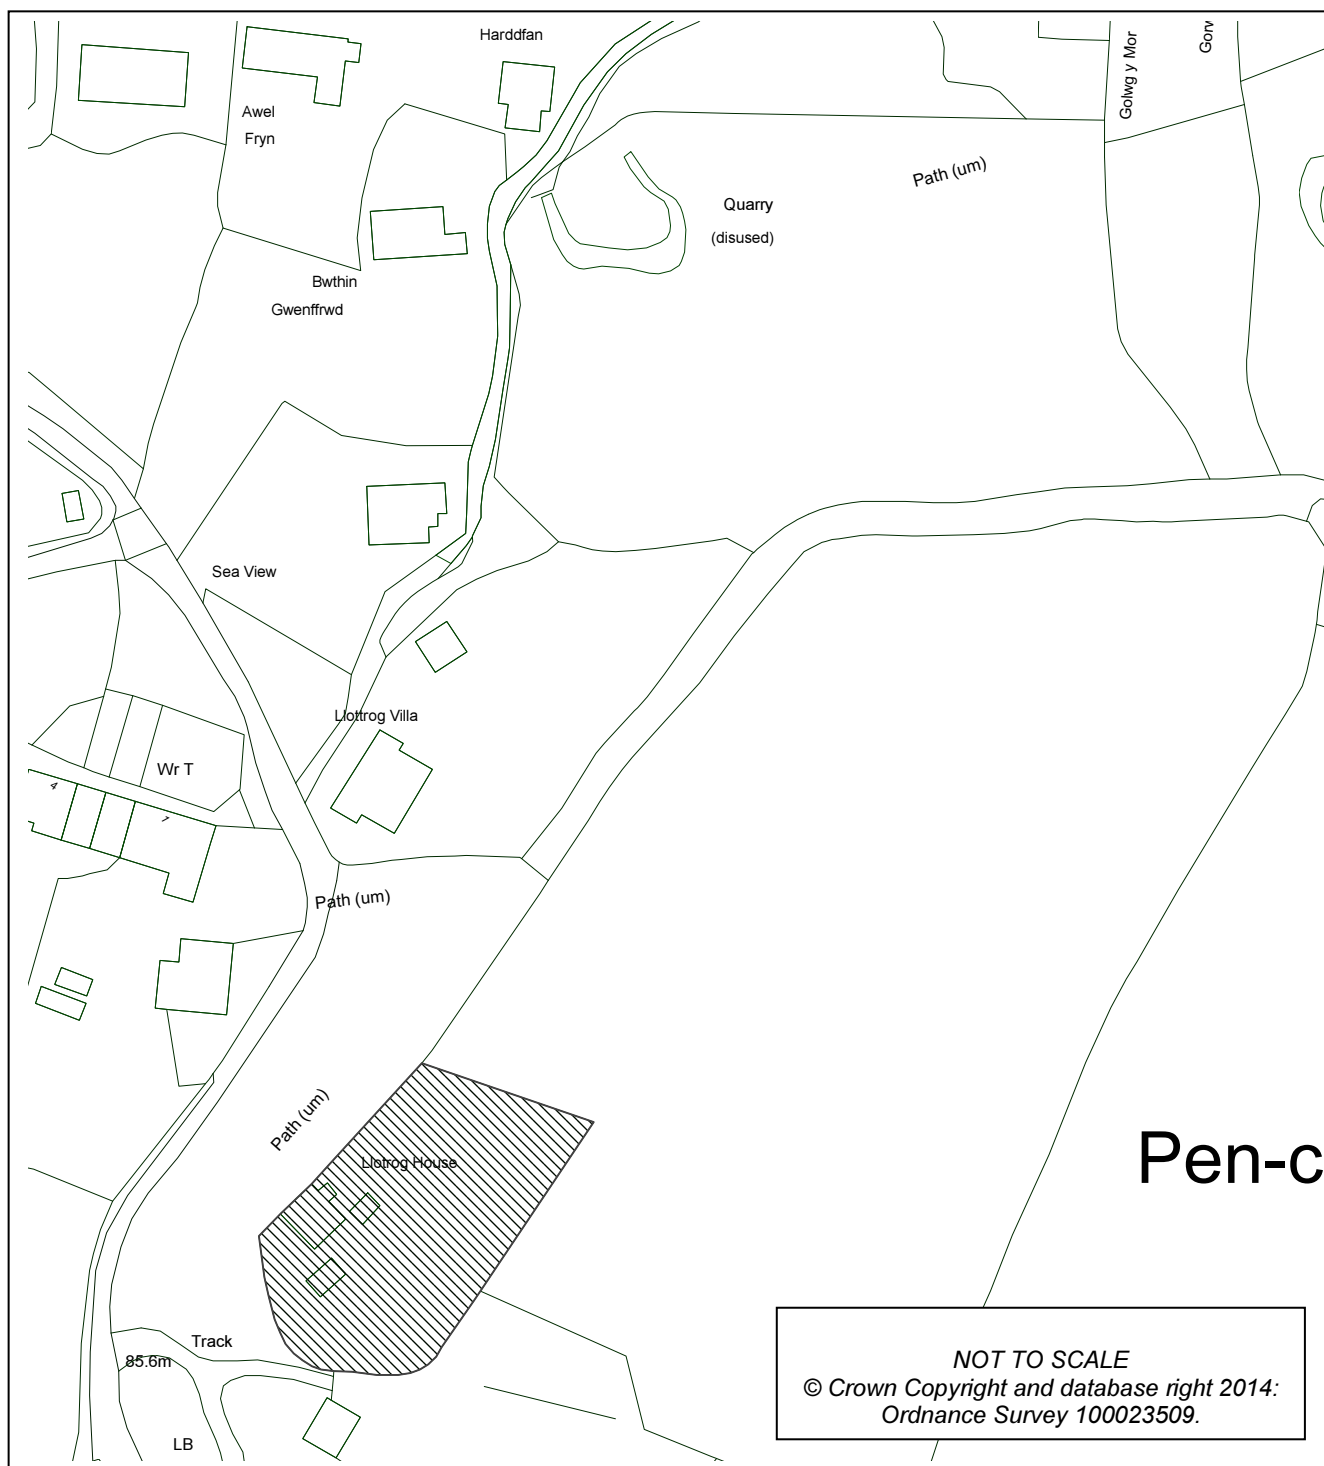 Harddfan
Golwg y Mor
Gorw
Awel
Fryn
Path (um)
Quarry
(disused)
Bwthin
Gwenffrwd
Sea View
Llottrog Villa
Wr T
4
1
Path (um)
Path (um)
Llotrog House
Pen-c
Track
85.6m
LB
NOT TO SCALE
© Crown Copyright and database right 2014:
Ordnance Survey 100023509.